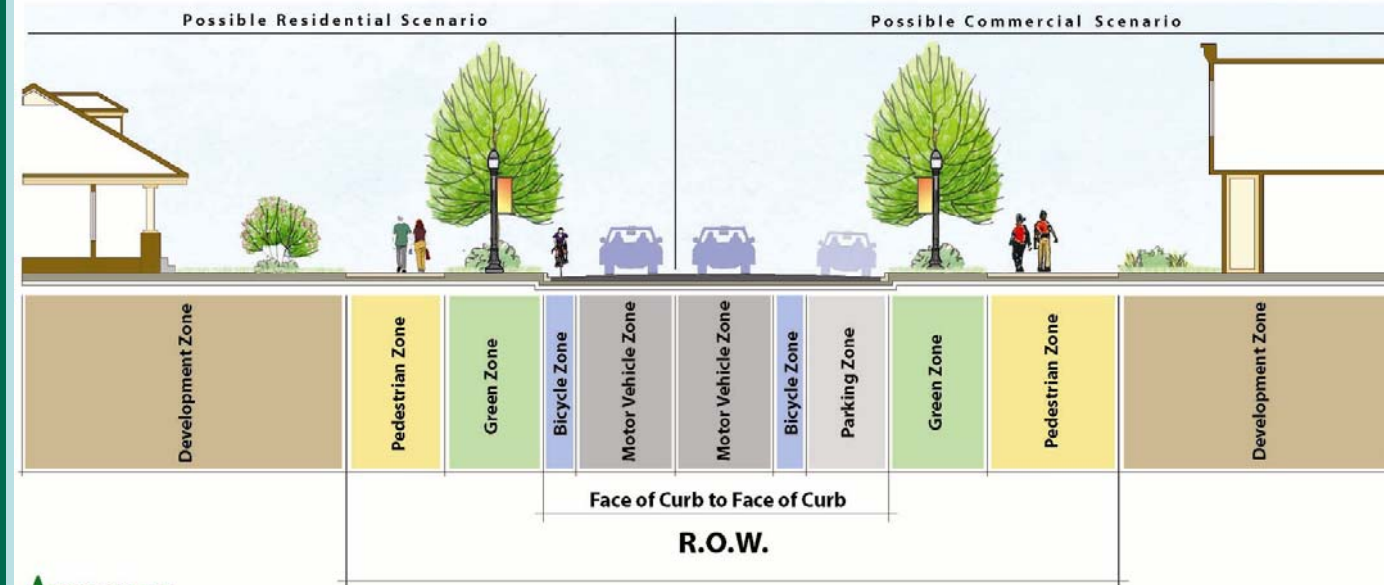 Possible Residential Scenario
Possible Commercial Scenario
Development Zone
Pedestrian Zone
Green Zone
Bicycle Zone
Motor Vehicle Zone
Motor Vehicle Zone
Bicycle Zone
Parking Zone
Green Zone
Pedestrian Zone
Development Zone
Face of Curb to Face of Curb
R.O.W.